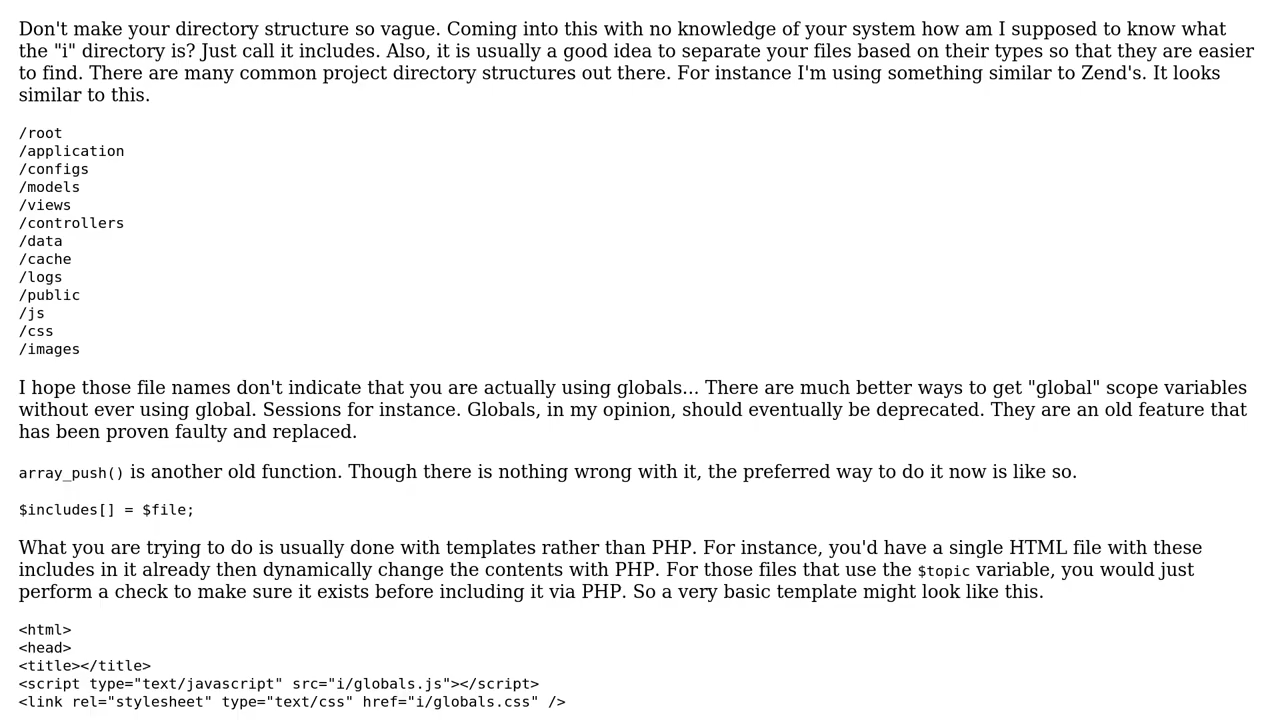 Don't make your directory structure so vague. Coming into this with no knowledge of your system how am I supposed to know what
the "i" directory is? Just call it includes. Also, it is usually a good idea to separate your files based on their types so that they are easier
to find. There are many common project directory structures out there. For instance I'm using something similar to Zend's. It looks
similar to this.
/root
/application
/configs
/models
/views
/controllers
/data
/cache
/logs
/public
/js
/css
/images
I hope those file names don't indicate that you are actually using globals... There are much better ways to get "global" scope variables
without ever using global. Sessions for instance. Globals, in my opinion, should eventually be deprecated. They are an old feature that
has been proven faulty and replaced.
array_push() is another old function. Though there is nothing wrong with it, the preferred way to do it now is like so.
$includes[] = $file;
What you are trying to do is usually done with templates rather than PHP. For instance, you'd have a single HTML file with these
includes in it already then dynamically change the contents with PHP. For those files that use the $topic variable, you would just
perform a check to make sure it exists before including it via PHP. So a very basic template might look like this.
<html>
<head>
<title></title>
<script type="text/javascript" src="i/globals.js"></script>
<link rel="stylesheet" type="text/css" href="i/globals.css" />